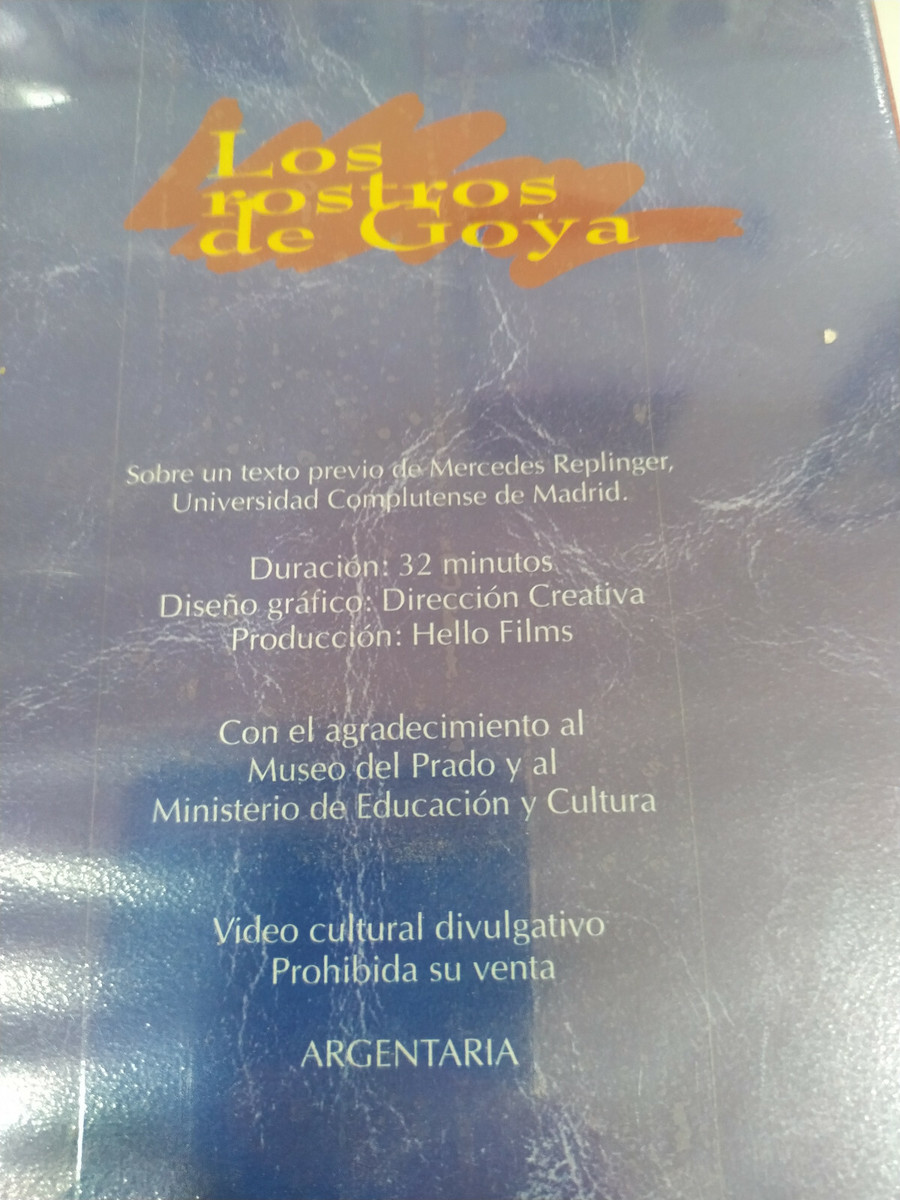 Los
rostros
de Goya
Sobre un texto previo de Mercedes Replinger,
Universidad Complutense de Madrid.
Duración: 32 minutos
Diseño gráfico: Dirección Creativa
Producción: Hello Films
Con el agradecimiento al
Museo del Prado y al
Ministerio de Educación y Cultura
Video cultural divulgativo
Prohibida su venta
ARGENTARIA